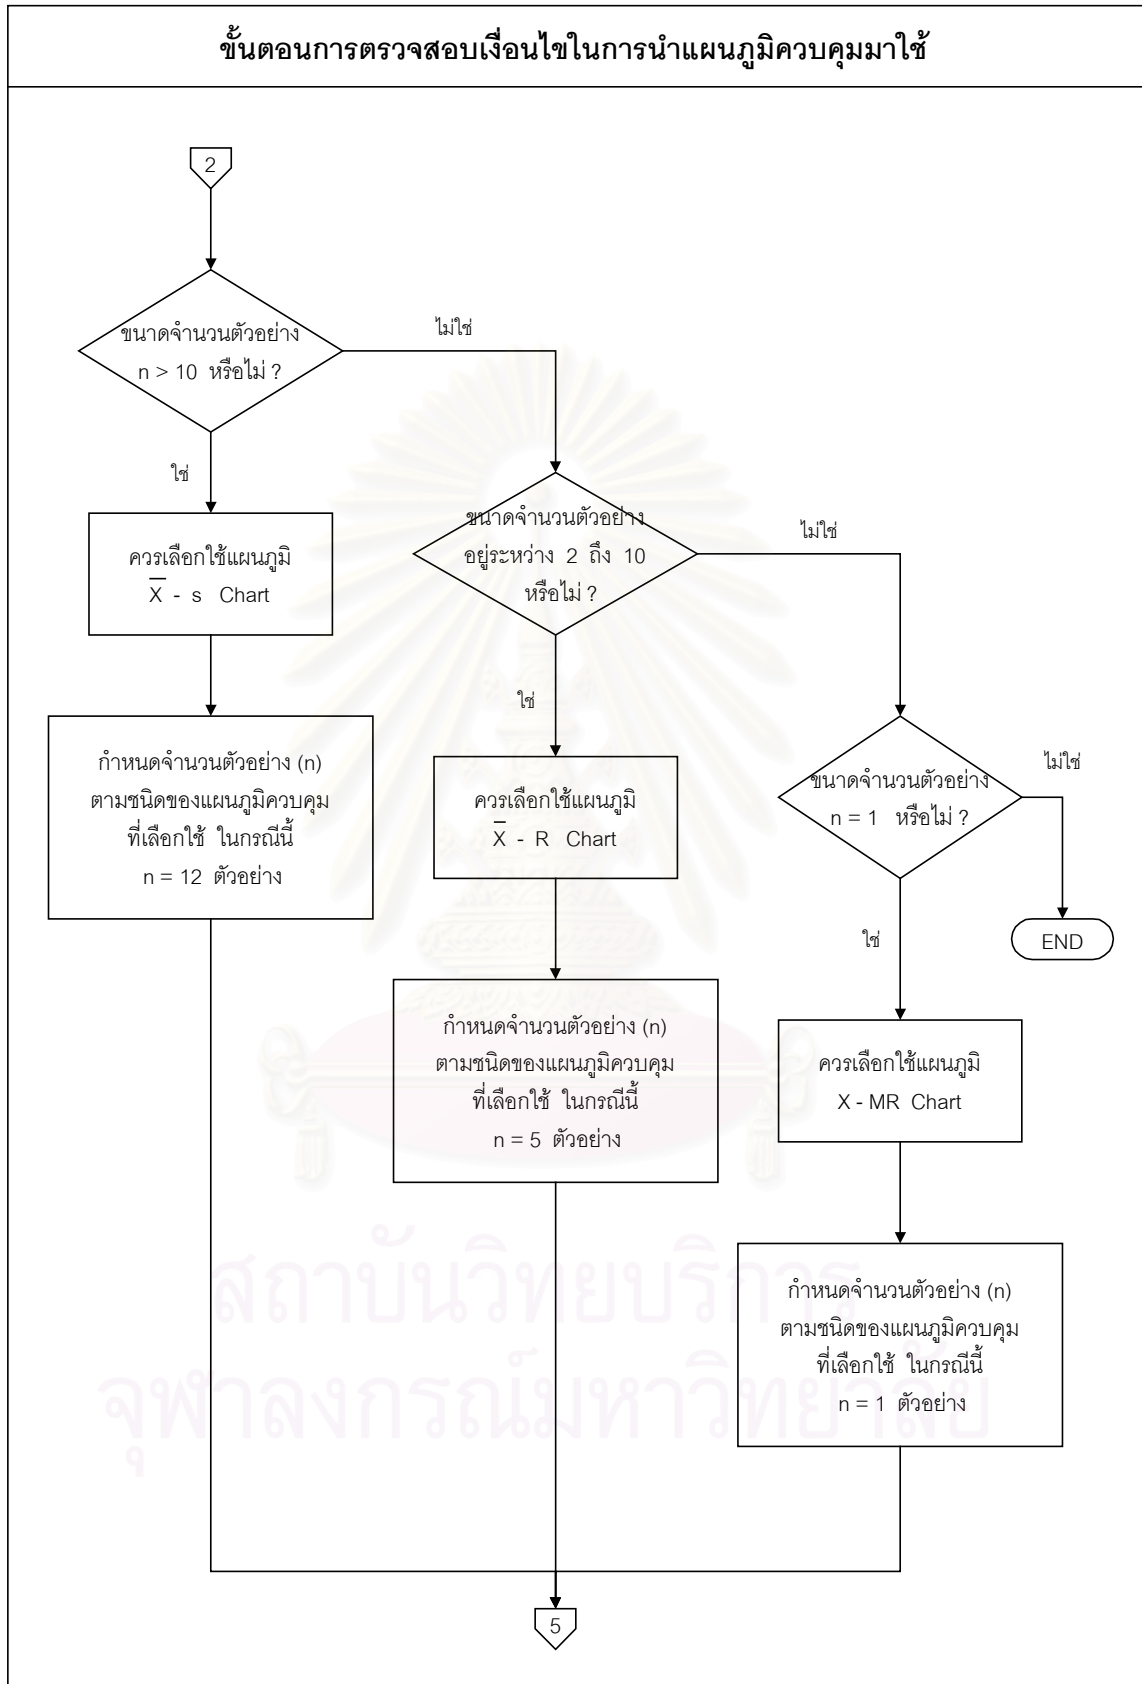 ขั้นตอนการตรวจสอบเงื่อนไขในการนำแผนภูมิควบคุมมาใช้
2
ขนาดจำนวนตัวอย่าง
n > 10 หรือไม่ ?
ไม่ใช่
ใช่
ควรเลือกใช้แผนภูมิ
X̅ - s Chart
กำหนดจำนวนตัวอย่าง (n)
ตามชนิดของแผนภูมิควบคุม
ที่เลือกใช้ ในกรณีนี้
n = 12 ตัวอย่าง
ขนาดจำนวนตัวอย่าง
อยู่ระหว่าง 2 ถึง 10
หรือไม่ ?
ไม่ใช่
ใช่
ควรเลือกใช้แผนภูมิ
X̅ - R Chart
กำหนดจำนวนตัวอย่าง (n)
ตามชนิดของแผนภูมิควบคุม
ที่เลือกใช้ ในกรณีนี้
n = 5 ตัวอย่าง
ขนาดจำนวนตัวอย่าง
n = 1 หรือไม่ ?
ไม่ใช่
END
ใช่
ควรเลือกใช้แผนภูมิ
X - MR Chart
กำหนดจำนวนตัวอย่าง (n)
ตามชนิดของแผนภูมิควบคุม
ที่เลือกใช้ ในกรณีนี้
n = 1 ตัวอย่าง
5
สถาบันวิทยบริการ
จุฬาลงกรณ์มหาวิทยาลัย